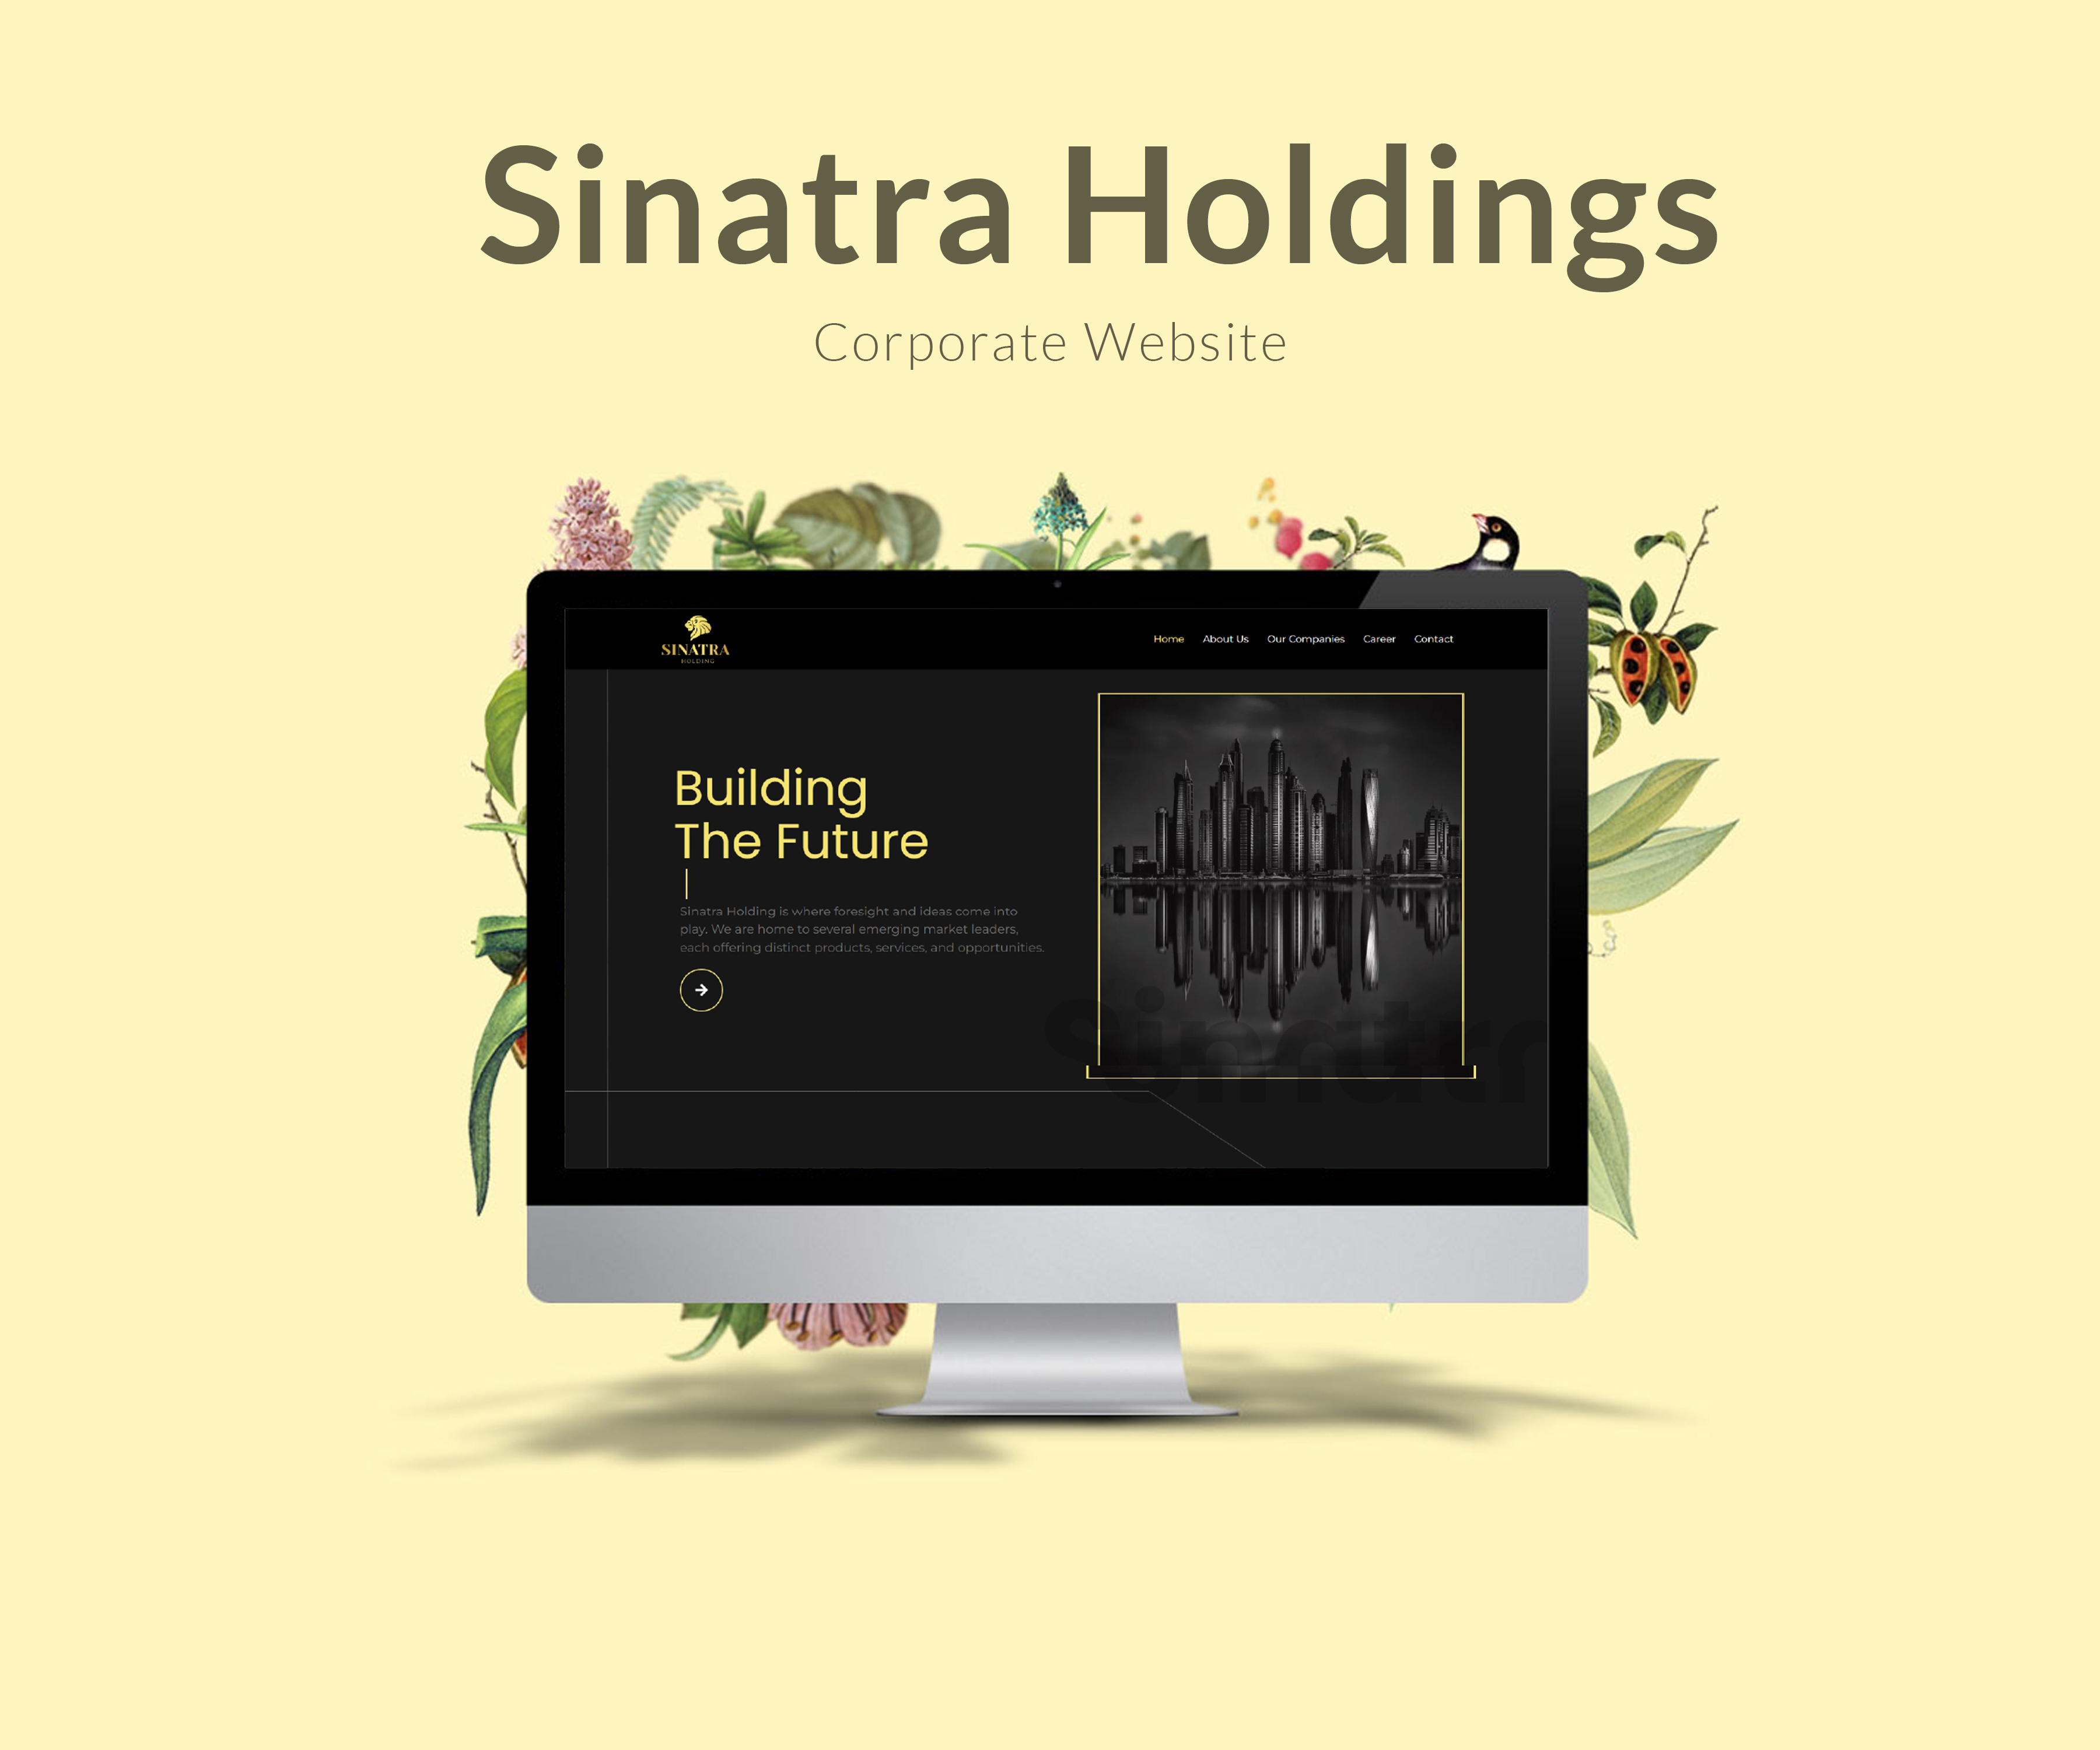 Sinatra Holdings
Corporate Website
SINATRA
HOLDING
Home About Us Our Companies Career Contact
Building
The Future
Sinatra Holding is where foresight and ideas come into
play. We are home to several emerging market leaders,
each offering distinct products, services, and opportunities.
Sinatra